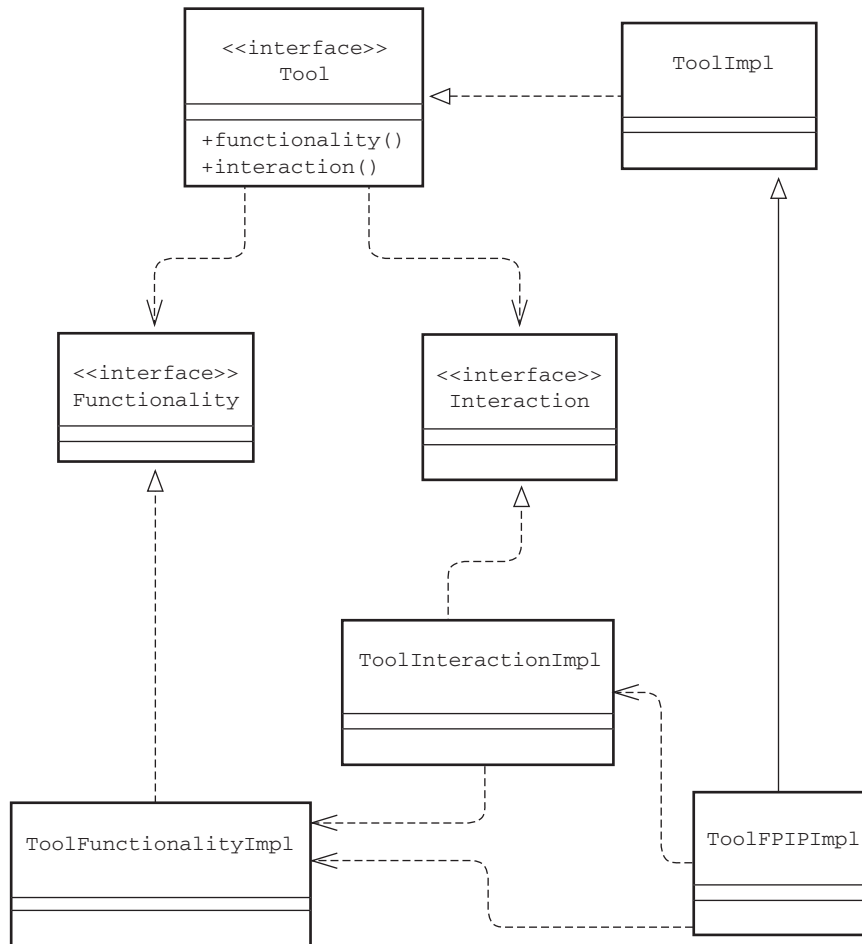 <<interface>>
Tool
+functionality()
+interaction()
ToolImpl
<<interface>>
Functionality
<<interface>>
Interaction
ToolInteractionImpl
ToolFunctionalityImpl
ToolFPIPImpl